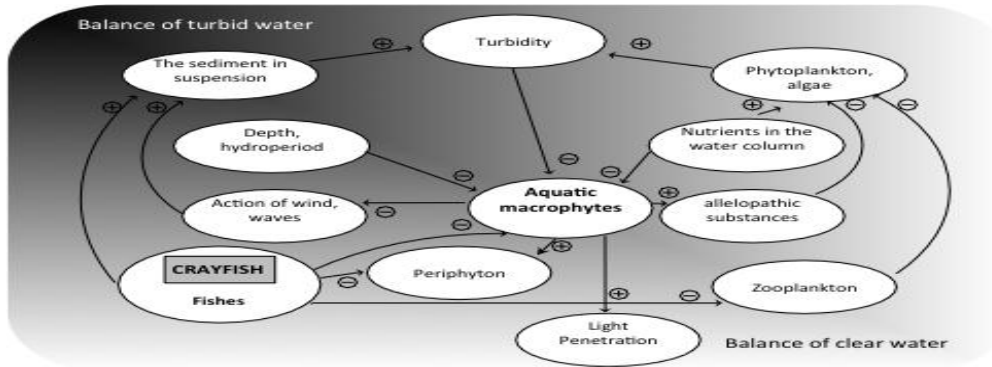 Balance of turbid water
Turbidity
The sediment in
suspension
Phytoplankton,
algae
Depth,
hydroperiod
Nutrients in the
water column
Aquatic
macrophytes
Action of wind,
waves
allelopathic
substances
CRAYFISH
Fishes
Periphyton
Zooplankton
Light
Penetration
Balance of clear water
+
+
+
+
+
−
−
−
−
−
−
+
−
−
+
−
+
−